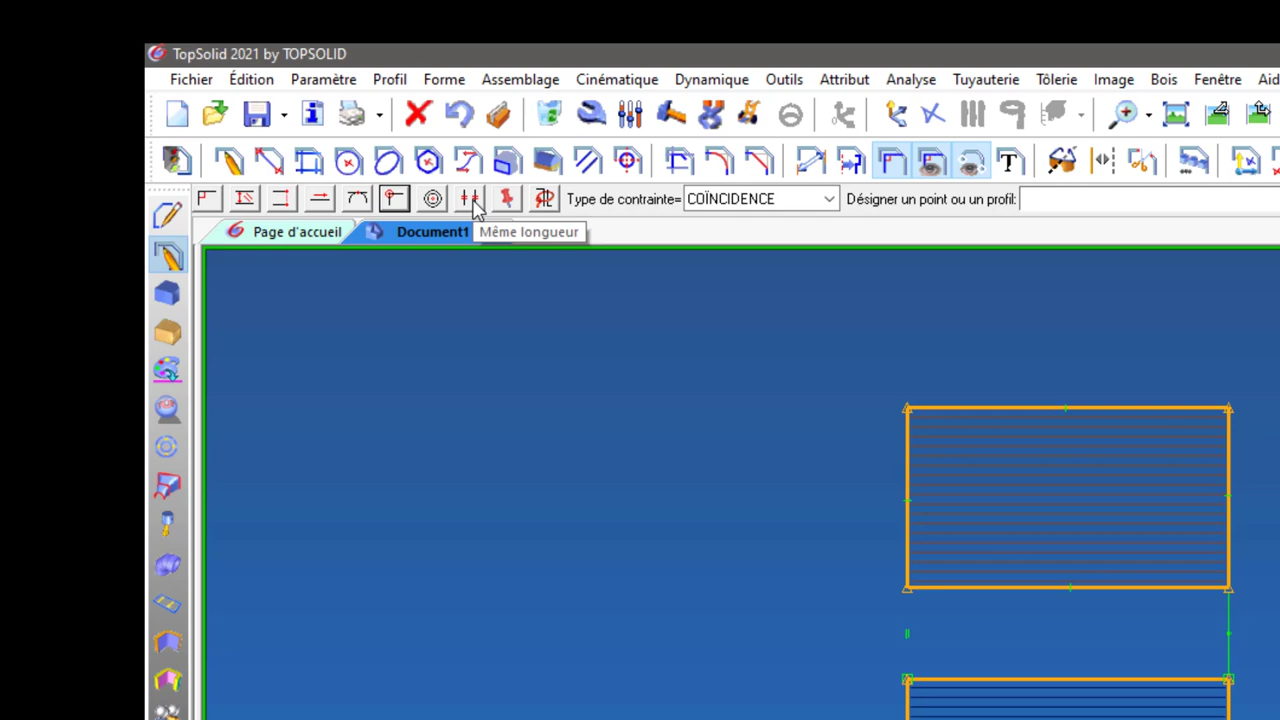 TopSolid 2021 by TOPSOLID
Fichier Édition Paramètre Profil Forme Assemblage Cinématique Dynamique Outils Attribut Analyse Tuyauterie Tôlerie Image Bois Fenêtre Aid
T
Type de contrainte= COÏNCIDENCE Désigner un point ou un profil:
Page d'accueil Document1 Même longueur